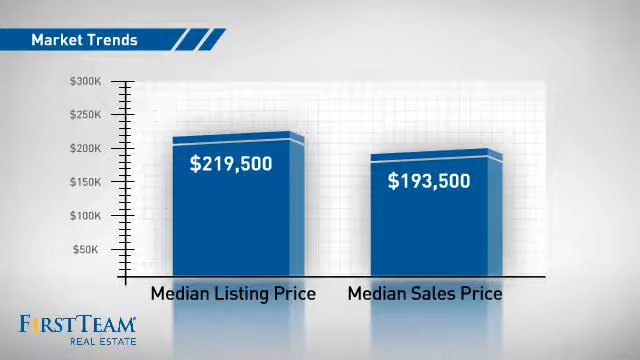 Market Trends
$300K
$250K
$200K
$150K
$100K
$50K
$219,500
$193,500
Median Listing Price
Median Sales Price
FIRSTTEAM®
REAL ESTATE